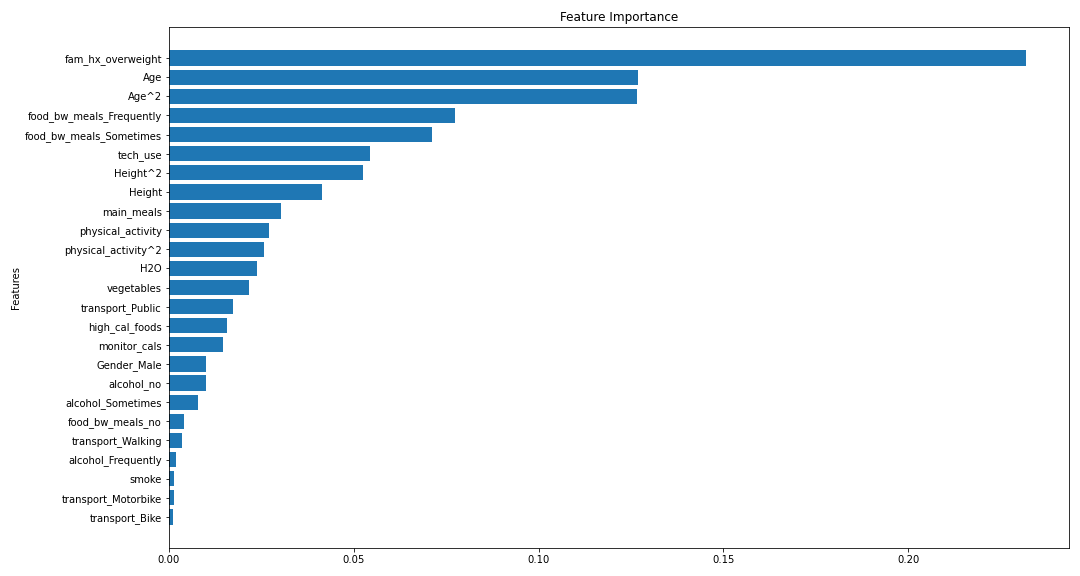 Feature Importance
Features
fam_hx_overweight
Age
Age^2
food_bw_meals_Frequently
food_bw_meals_Sometimes
tech_use
Height^2
Height
main_meals
physical_activity
physical_activity^2
H2O
vegetables
transport_Public
high_cal_foods
monitor_cals
Gender_Male
alcohol_no
alcohol_Sometimes
food_bw_meals_no
transport_Walking
alcohol_Frequently
smoke
transport_Motorbike
transport_Bike
0.00 0.05 0.10 0.15 0.20